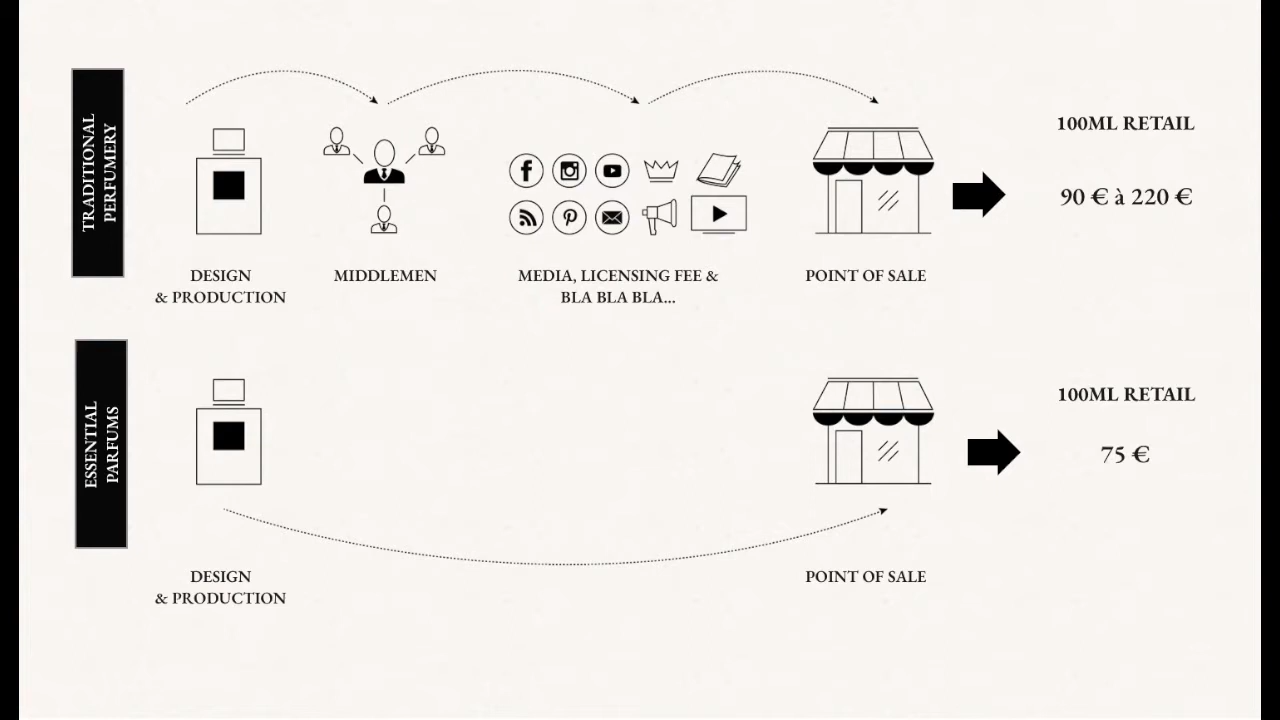 TRADITIONAL
PERFUMERY
DESIGN
& PRODUCTION
MIDDLEMEN
MEDIA, LICENSING FEE &
BLA BLA BLA...
POINT OF SALE
100ML RETAIL
90 € à 220 €
ESSENTIAL
PARFUMS
DESIGN
& PRODUCTION
POINT OF SALE
100ML RETAIL
75 €